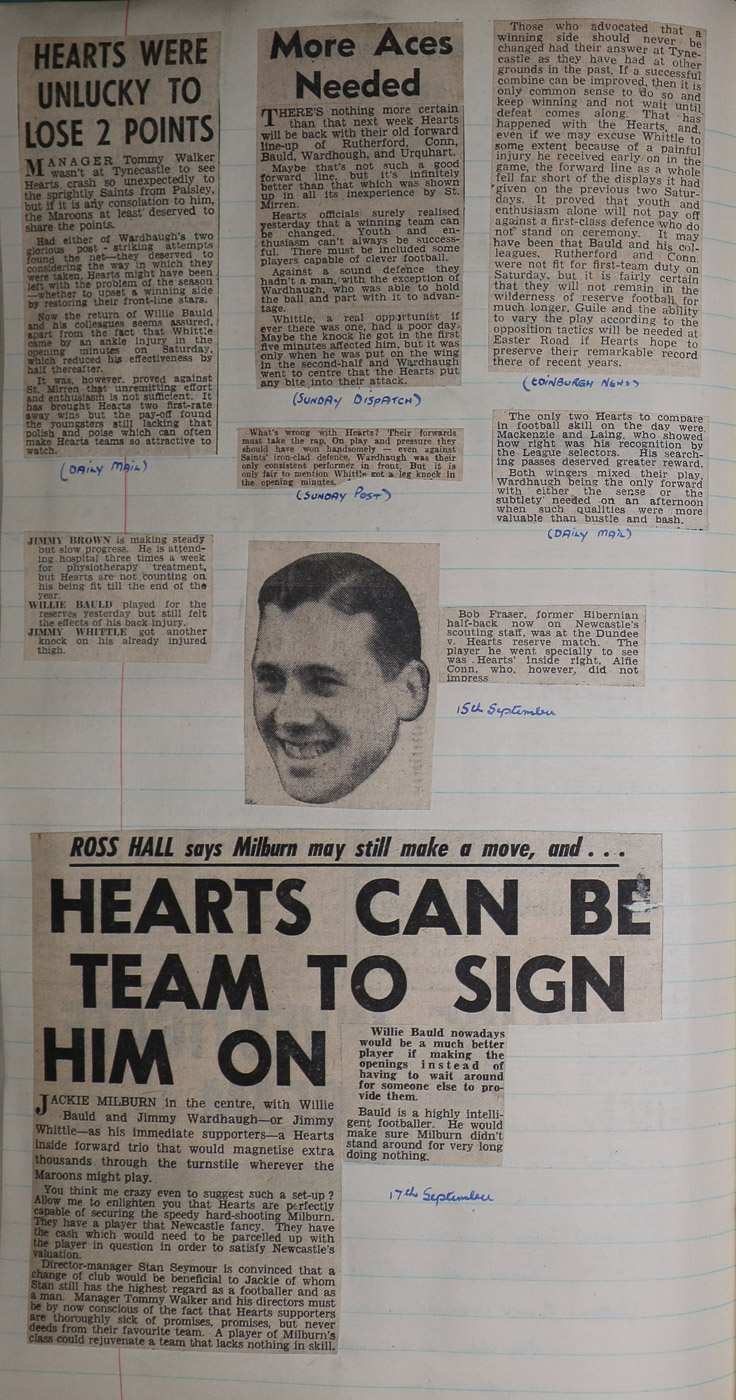 HEARTS WERE
UNLUCKY TO
LOSE 2 POINTS
MANAGER Tommy Walker
wasn't at Tynecastle to see
Hearts crash so unexpectedly to
the sprightly Saints from Paisley,
but if it is any consolation to him,
the Maroons at least deserved to
share the points.
Had either of Wardhaugh's two
glorious post-striking attempts
found the net—they deserved to
considering the way in which they
were taken, Hearts might have been
left with the problem of the season
—whether to upset a winning side
by restoring their front-line stars.
Now the return of Willie Bauld
and his colleagues seems assured,
apart from the fact that Whittle
came by an ankle injury in the
opening minutes on Saturday,
which reduced his effectiveness by
half thereafter.
It was, however, proved against
St. Mirren that unremitting effort
and enthusiasm is not sufficient. It
has brought Hearts two first-rate
away wins but the pay-off found
the youngsters still lacking that
polish and poise which can often
make Hearts teams so attractive to
watch.
(DAILY MAIL)
More Aces
Needed
THERE'S nothing more certain
than that next week Hearts
will be back with their old forward
line-up of Rutherford, Conn,
Bauld, Wardhough, and Urquhart.
Maybe that's not such a good
forward line, but it's infinitely
better than that which was shown
up in all its inexperience by St.
Mirren.
Hearts officials surely realised
yesterday that a winning team can
be changed. Youth and en-
thusiasm can't always be success-
ful. There must be included some
players capable of clever football.
Against a sound defence they
hadn't a man, with the exception of
Wardhaugh, who was able to hold
the ball and part with it to advan-
tage.
Whittle, a real opportunist if
ever there was one, had a poor day.
Maybe the knock he got in the first
five minutes affected him, but it was
only when he was put on the wing
in the second-half and Wardhaugh
went to centre that the Hearts put
any bite into their attack.
(SUNDAY DISPATCH)
What's wrong with Hearts? Their forwards
must take the rap. On play and pressure they
should have won handsomely — even against
Saints' iron-clad defence. Wardhaugh was their
only consistent performer in front. But it is
only fair to mention Whittle got a leg knock in
the opening minutes.
(SUNDAY POST)
Those who advocated that a
winning side should never be
changed had their answer at Tyne-
castle as they have had at other
grounds in the past. If a successful
combine can be improved, then it is
only common sense to do so and
keep winning and not wait until
defeat comes along. That has
happened with the Hearts, and,
even if we may excuse Whittle to
some extent because of a painful
injury he received early on in the
game, the forward line as a whole
fell far short of the displays it had
given on the previous two Satur-
days. It proved that youth and
enthusiasm alone will not pay off
against a first-class defence who do
not stand on ceremony. It may
have been that Bauld and his col-
leagues, Rutherford and Conn,
were not fit for first-team duty on
Saturday, but it is fairly certain
that they will not remain in the
wilderness of reserve football for
much longer. Guile and the ability
to vary the play according to the
opposition tactics will be needed at
Easter Road if Hearts hope to
preserve their remarkable record
there of recent years.
(EDINBURGH NEWS)
The only two Hearts to compare
in football skill on the day were
Mackenzie and Laing, who showed
how right was his recognition by
the League selectors. His search-
ing passes deserved greater reward.
Both wingers mixed their play,
Wardhaugh being the only forward
with either the sense or the
subtlety needed on an afternoon
when such qualities were more
valuable than bustle and bash.
(DAILY MAIL)
JIMMY BROWN is making steady
but slow progress. He is attend-
ing hospital three times a week
for physiotherapy treatment,
but Hearts are not counting on
his being fit till the end of the
year.
WILLIE BAULD played for the
reserves yesterday but still felt
the effects of his back injury.
JIMMY WHITTLE got another
knock on his already injured
thigh.
Bob Fraser, former Hibernian
half-back now on Newcastle's
scouting staff, was at the Dundee
v. Hearts reserve match. The
player he went specially to see
was Hearts' inside right, Alfie
Conn, who, however, did not
impress
15th September
ROSS HALL says Milburn may still make a move, and . . .
HEARTS CAN BE
TEAM TO SIGN
HIM ON
JACKIE MILBURN in the centre, with Willie
Bauld and Jimmy Wardhaugh—or Jimmy
Whittle—as his immediate supporters—a Hearts
inside forward trio that would magnetise extra
thousands through the turnstile wherever the
Maroons might play.
You think me crazy even to suggest such a set-up?
Allow me to enlighten you that Hearts are perfectly
capable of securing the speedy hard-shooting Milburn.
They have a player that Newcastle fancy. They have
the cash which would need to be parcelled up with
the player in question in order to satisfy Newcastle's
valuation.
Director-manager Stan Seymour is convinced that a
change of club would be beneficial to Jackie of whom
Stan still has the highest regard as a footballer and as
a man. Manager Tommy Walker and his directors must
be by now conscious of the fact that Hearts supporters
are thoroughly sick of promises, promises, but never
deeds from their favourite team. A player of Milburn's
class could rejuvenate a team that lacks nothing in skill.
Willie Bauld nowadays
would be a much better
player if making the
openings instead of
having to wait around
for someone else to pro-
vide them.
Bauld is a highly intelli-
gent footballer. He would
make sure Milburn didn't
stand around for very long
doing nothing.
17th September